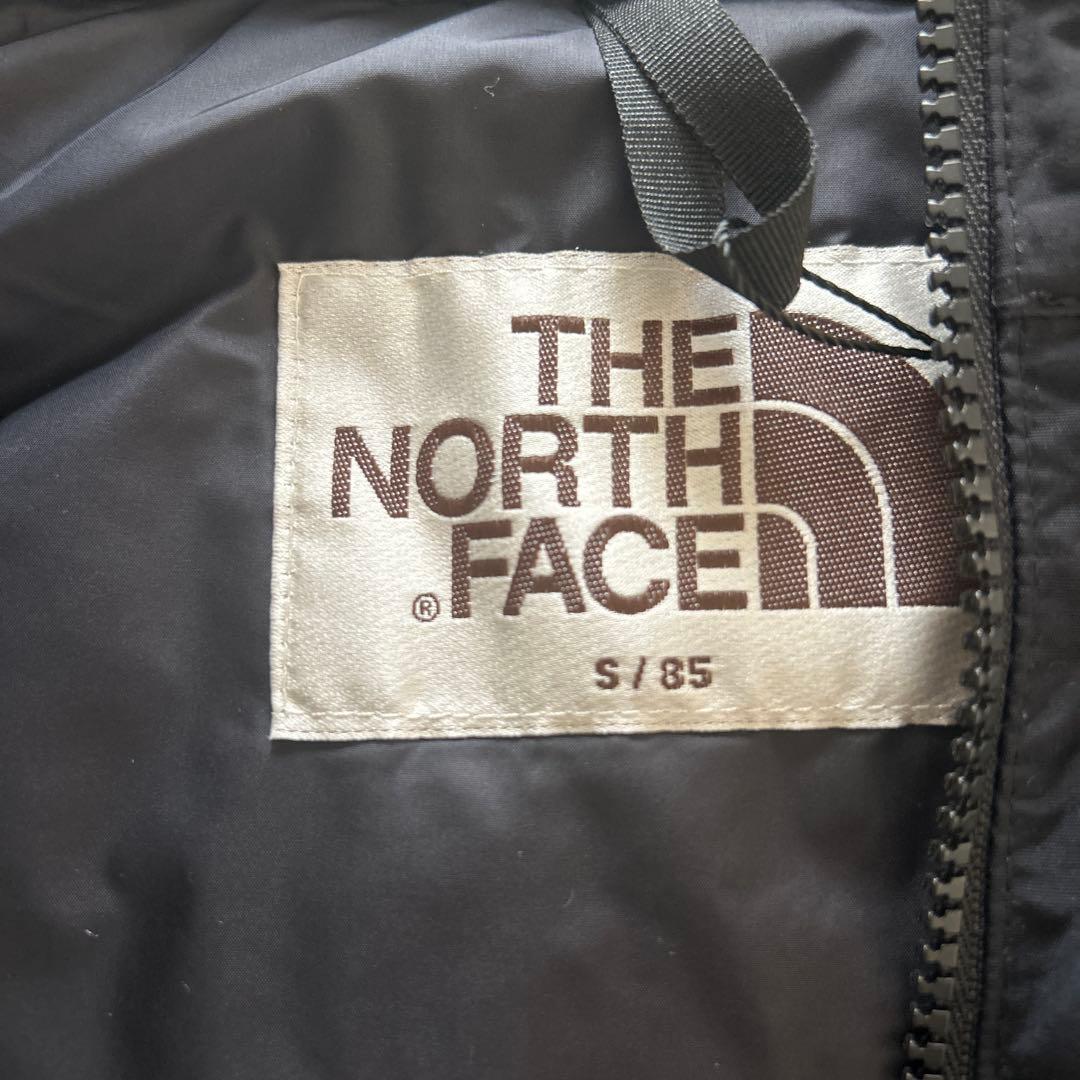 THE
NORTH
FACE
®
S / 85